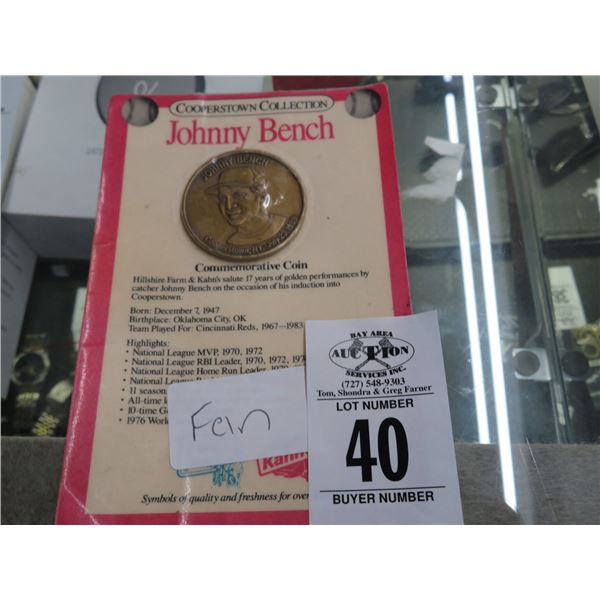 COOPERSTOWN COLLECTION
Johnny Bench
JOHNNY BENCH
Commemorative Coin
Hillshire Farm & Kahn's salute 17 years of golden performances by
catcher Johnny Bench on the occasion of his induction into
Cooperstown.
Born: December 7, 1947
Birthplace: Oklahoma City, OK
Team Played For: Cincinnati Reds, 1967—1983
Highlights:
• National League MVP, 1970, 1972
• National League RBI Leader, 1970, 1972, 197
• National League Home Run Leader,
• National
11 season
• All-time
• 10-time G
• 1976 World
Symbols of quality and freshness for over
Fein
BAY AREA
AUCTION
SERVICES INC.
(727) 548-9303
Tom, Shondra & Greg Farner
LOT NUMBER
40
BUYER NUMBER